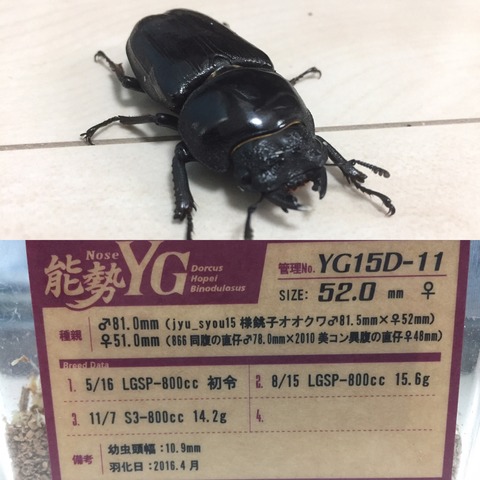 能勢YG
Nose
Dorcus
Hopei
Binodulosus
管理No. YG15D-11
SIZE: 52.0 mm ♀
種親 ♂81.0mm (jyu_syou15 様銚子オオクワ♂81.5mm×♀52mm)
♀51.0mm (866 同腹の直仔♂78.0mm×2010 美コン異腹の直仔♀48mm)
Breed Data
1. 5/16 LGSP-800cc 初令 2. 8/15 LGSP-800cc 15.6g
3. 11/7 S3-800cc 14.2g 4.
備考 幼虫頭幅:10.9mm
羽化日:2016.4月